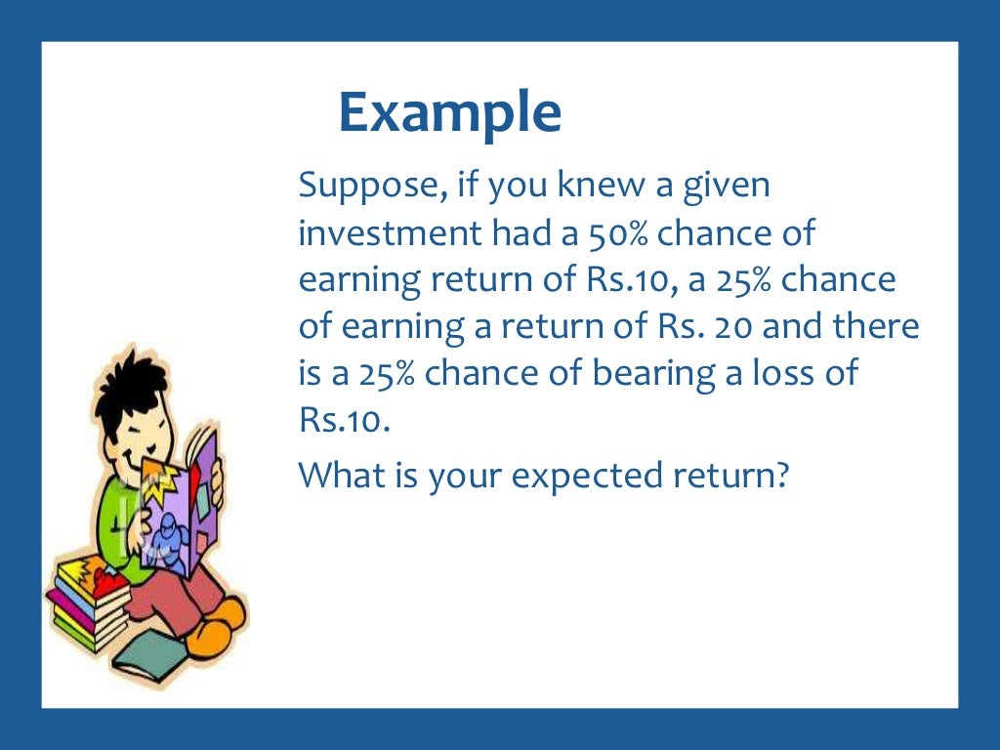 Example
Suppose, if you knew a given
investment had a 50% chance of
earning return of Rs.10, a 25% chance
of earning a return of Rs. 20 and there
is a 25% chance of bearing a loss of
Rs.10.
What is your expected return?